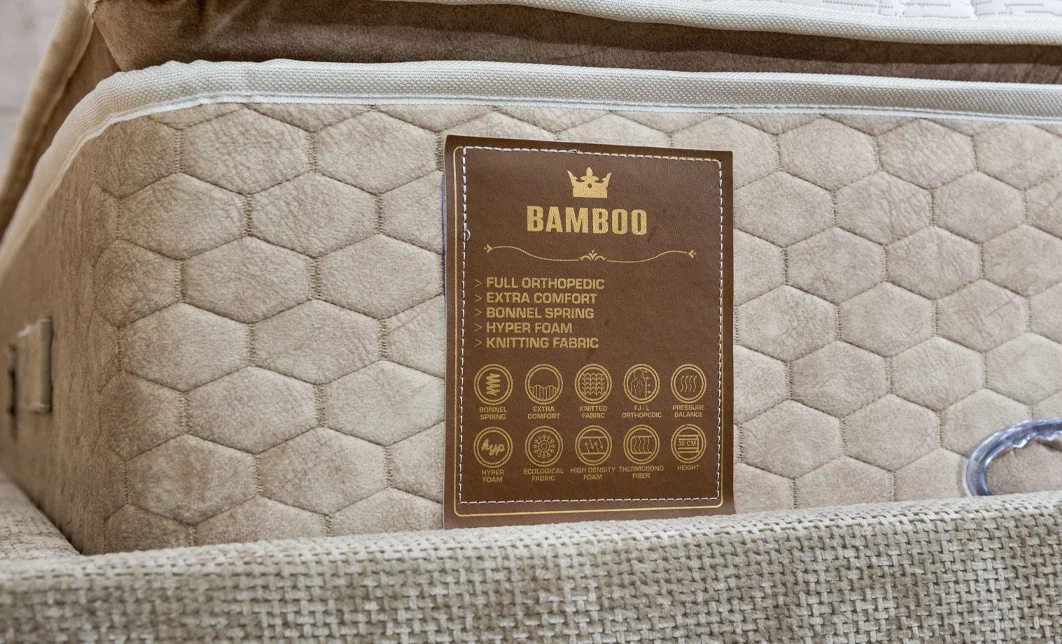 BAMBOO
> FULL ORTHOPEDIC
> EXTRA COMFORT
> BONNEL SPRING
> HYPER FOAM
> KNITTING FABRIC
BONNEL SPRING
EXTRA COMFORT
KNITTED FABRIC
FJ-L ORTHOPEDIC
PRESSURE BALANCE
hyp
30 CM
HYPER FOAM
ECOLOGICAL FABRIC
HIGH DENSITY FOAM
THERMOBOND FIBER
HEIGHT